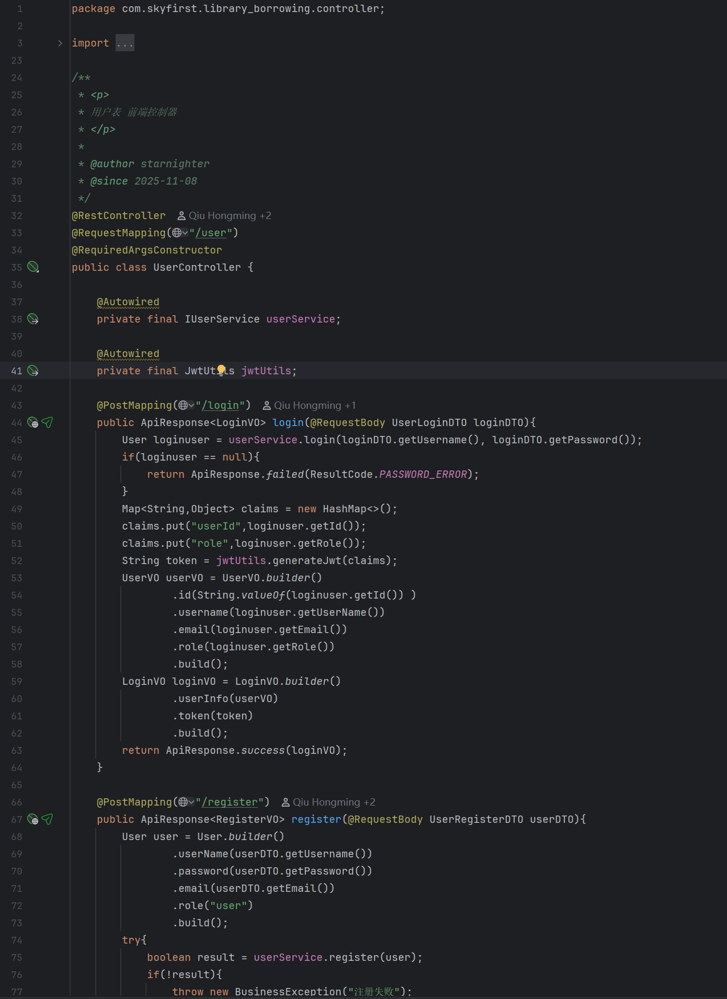 1 package com.skyfirst.library_borrowing.controller;
2
3 import ...
23
24 /**
25 * <p>
26 * 用户表 前端控制器
27 * </p>
28 *
29 * @author starnighter
30 * @since 2025-11-08
31 */
32 @RestController Qiu Hongming +2
33 @RequestMapping("/user")
34 @RequiredArgsConstructor
35 public class UserController {
36
37 @Autowired
38 private final IUserService userService;
39
40 @Autowired
41 private final JwtUtils jwtUtils;
42
43 @PostMapping("/login") Qiu Hongming +1
44 public ApiResponse<LoginVO> login(@RequestBody UserLoginDTO loginDTO){
45 User loginuser = userService.login(loginDTO.getUsername(), loginDTO.getPassword());
46 if(loginuser == null){
47 return ApiResponse.failed(ResultCode.PASSWORD_ERROR);
48 }
49 Map<String,Object> claims = new HashMap<>();
50 claims.put("userId",loginuser.getId());
51 claims.put("role",loginuser.getRole());
52 String token = jwtUtils.generateJwt(claims);
53 UserVO userVO = UserVO.builder()
54 .id(String.valueOf(loginuser.getId()) )
55 .username(loginuser.getUserName())
56 .email(loginuser.getEmail())
57 .role(loginuser.getRole())
58 .build();
59 LoginVO loginVO = LoginVO.builder()
60 .userInfo(userVO)
61 .token(token)
62 .build();
63 return ApiResponse.success(loginVO);
64 }
65
66 @PostMapping("/register") Qiu Hongming +2
67 public ApiResponse<RegisterVO> register(@RequestBody UserRegisterDTO userDTO){
68 User user = User.builder()
69 .userName(userDTO.getUsername())
70 .password(userDTO.getPassword())
71 .email(userDTO.getEmail())
72 .role("user")
73 .build();
74 try{
75 boolean result = userService.register(user);
76 if(!result){
77 throw new BusinessException("注册失败");